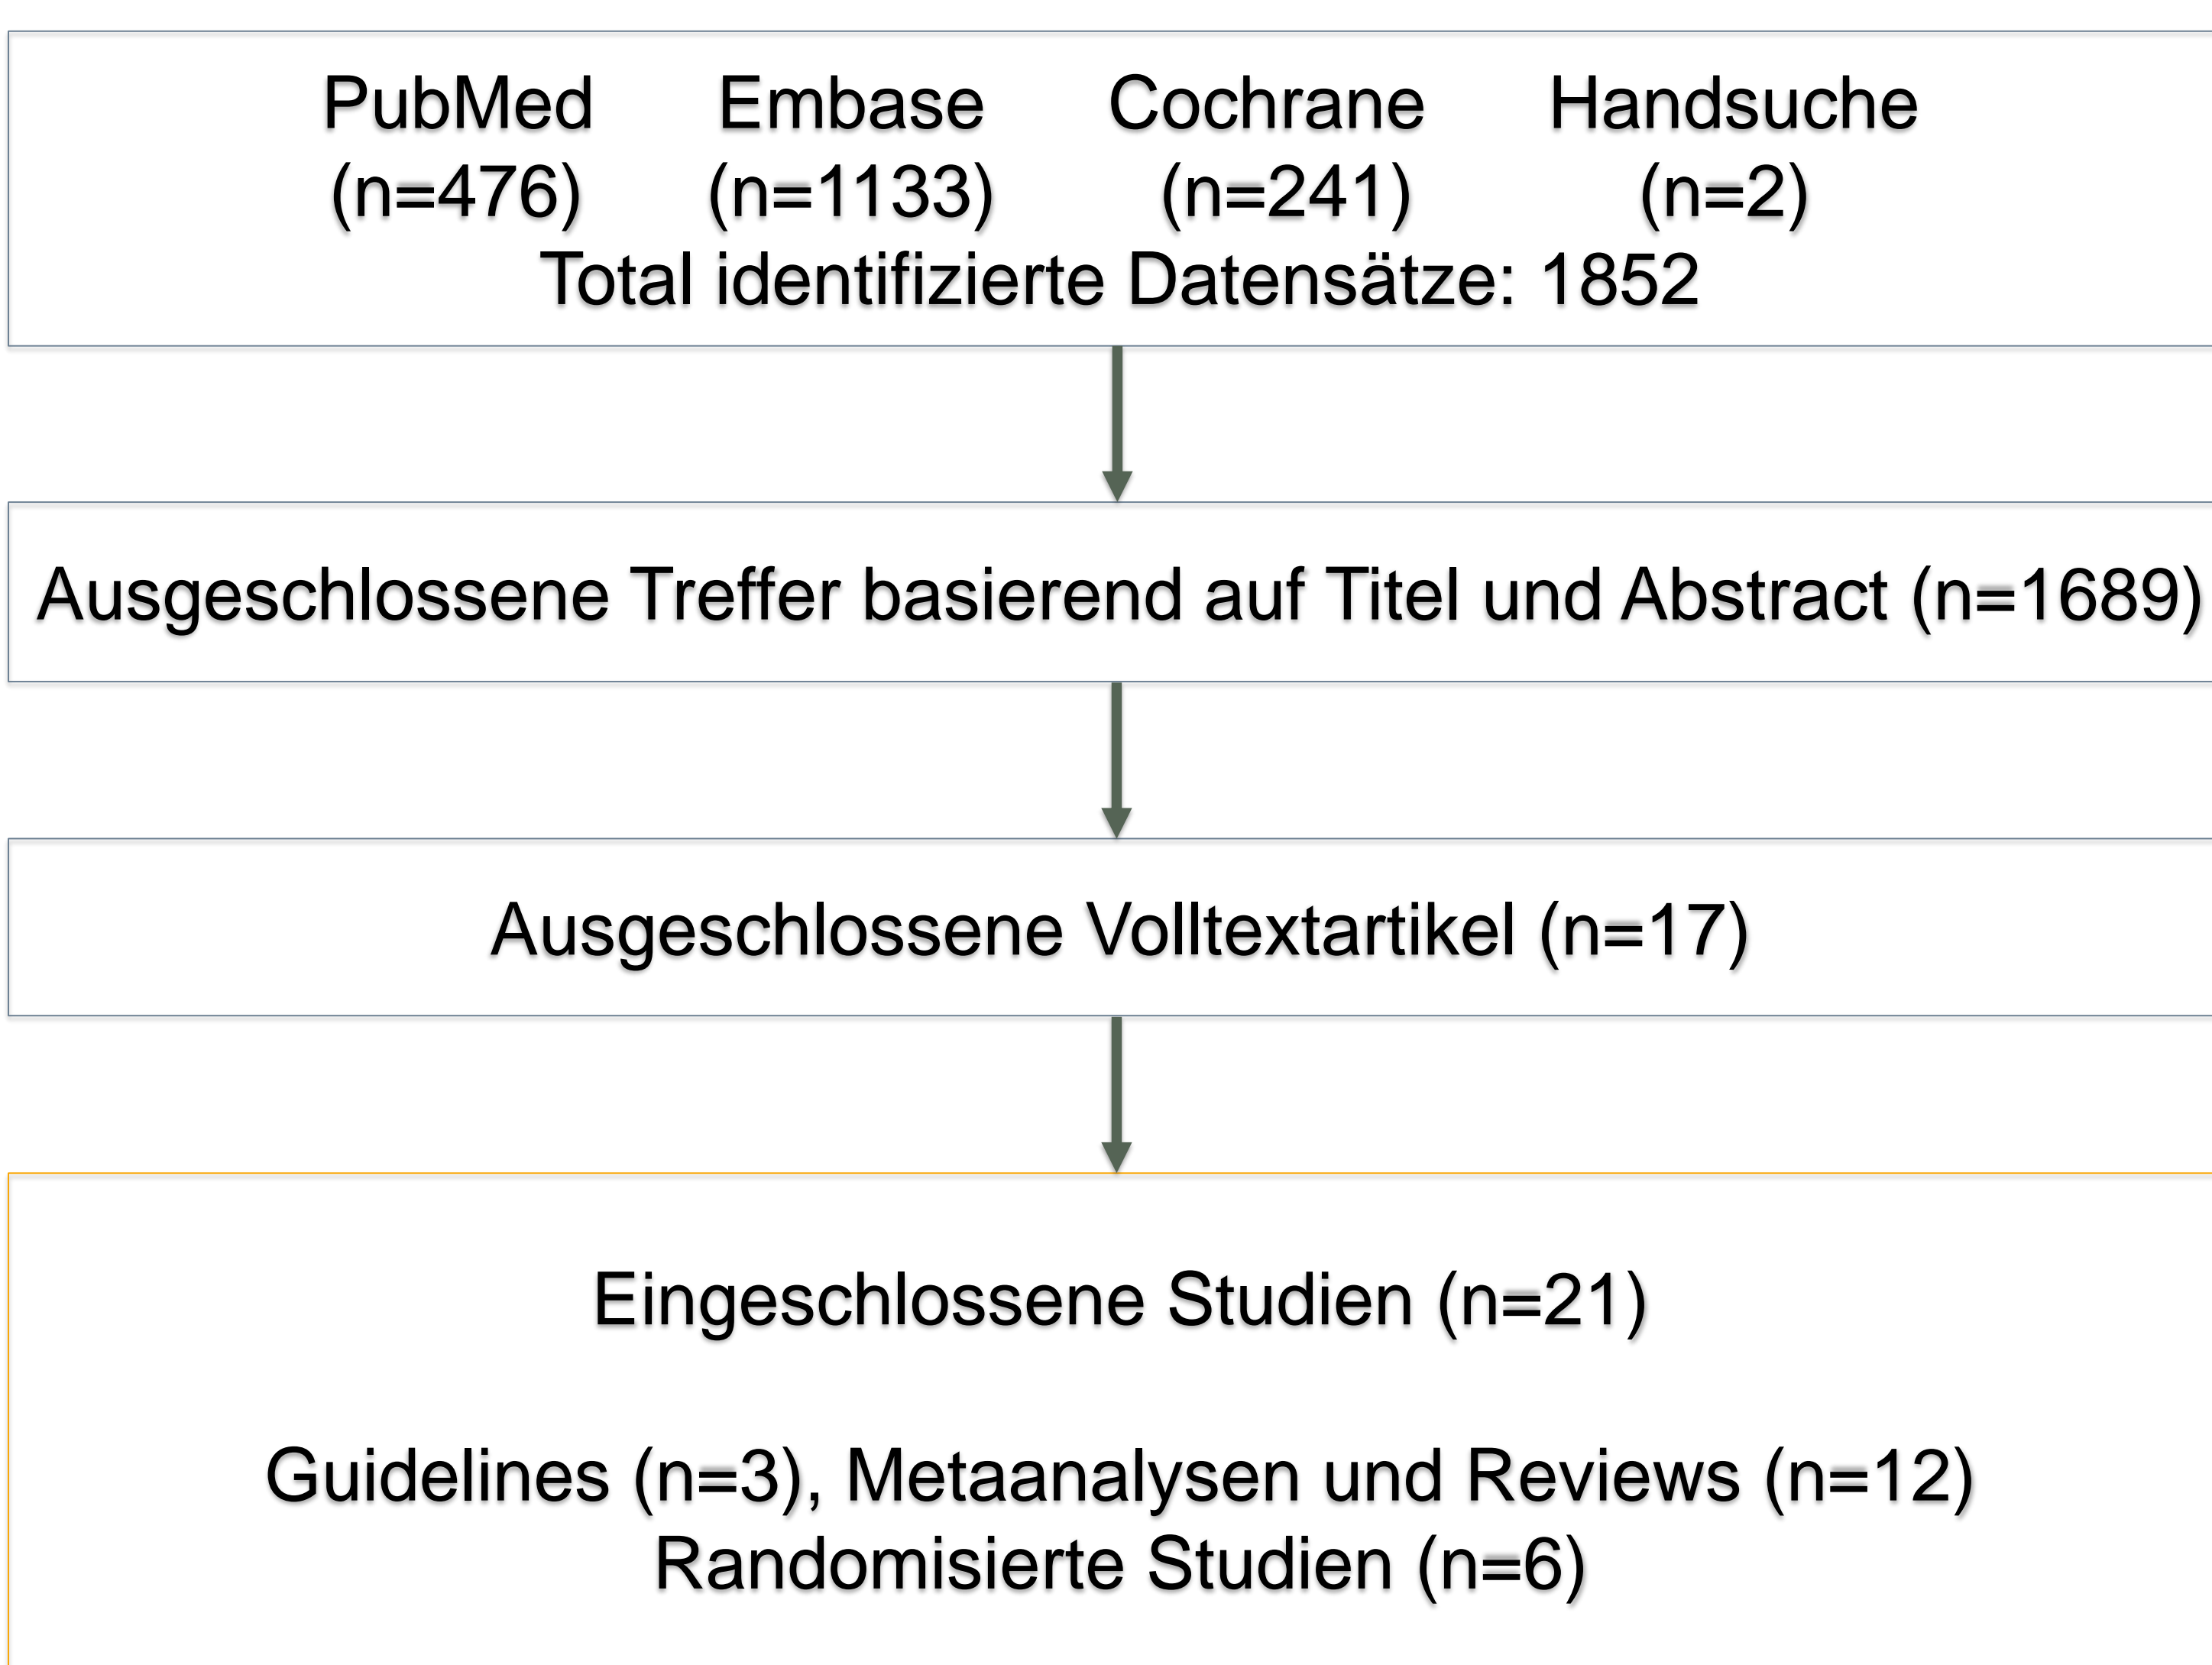 PubMed Embase Cochrane Handsuche
(n=476) (n=1133) (n=241) (n=2)
Total identifizierte Datensätze: 1852
Ausgeschlossene Treffer basierend auf Titel und Abstract (n=1689)
Ausgeschlossene Volltextartikel (n=17)
Eingeschlossene Studien (n=21)
Guidelines (n=3), Metaanalysen und Reviews (n=12)
Randomisierte Studien (n=6)